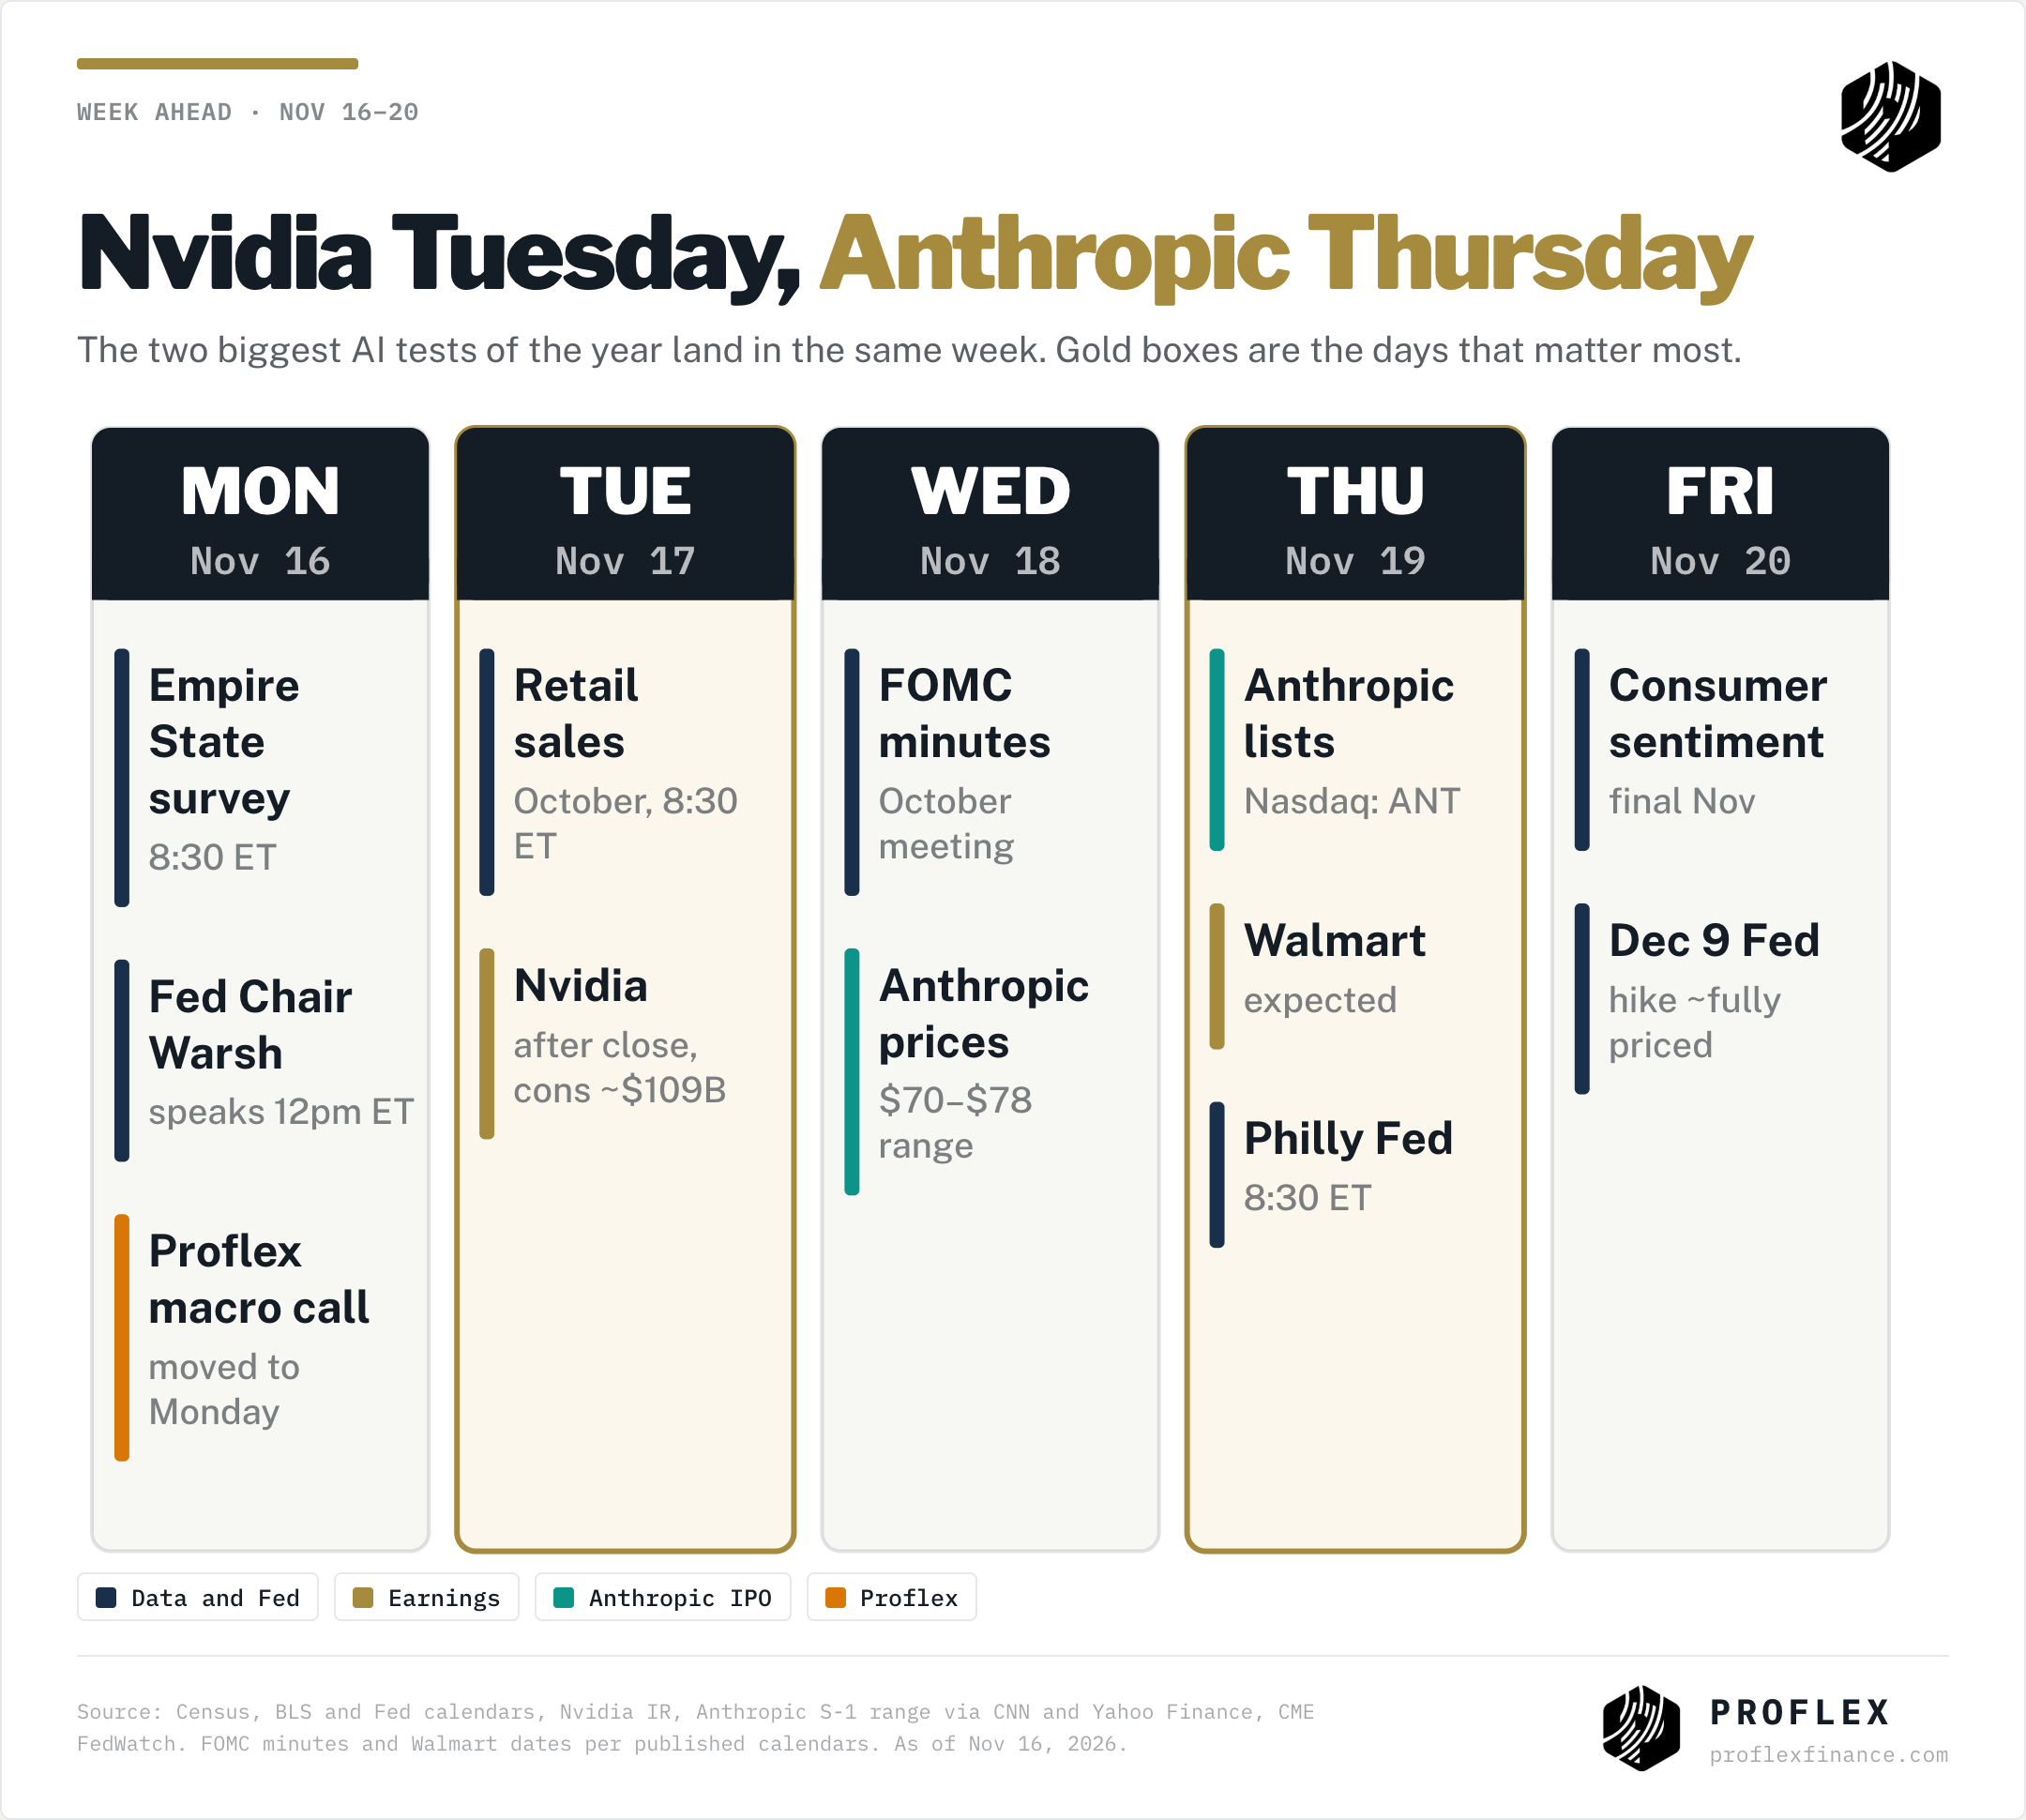 WEEK AHEAD · NOV 16–20
Nvidia Tuesday, Anthropic Thursday
The two biggest AI tests of the year land in the same week. Gold boxes are the days that matter most.
MON
Nov 16
Empire
State
survey
8:30 ET
Fed Chair
Warsh
speaks 12pm ET
Proflex
macro call
moved to
Monday
TUE
Nov 17
Retail
sales
October, 8:30
ET
Nvidia
after close,
cons ~$109B
WED
Nov 18
FOMC
minutes
October
meeting
Anthropic
prices
$70–$78
range
THU
Nov 19
Anthropic
lists
Nasdaq: ANT
Walmart
expected
Philly Fed
8:30 ET
FRI
Nov 20
Consumer
sentiment
final Nov
Dec 9 Fed
hike ~fully
priced
Data and Fed
Earnings
Anthropic IPO
Proflex
Source: Census, BLS and Fed calendars, Nvidia IR, Anthropic S-1 range via CNN and Yahoo Finance, CME
FedWatch. FOMC minutes and Walmart dates per published calendars. As of Nov 16, 2026.
PROFLEX
proflexfinance.com